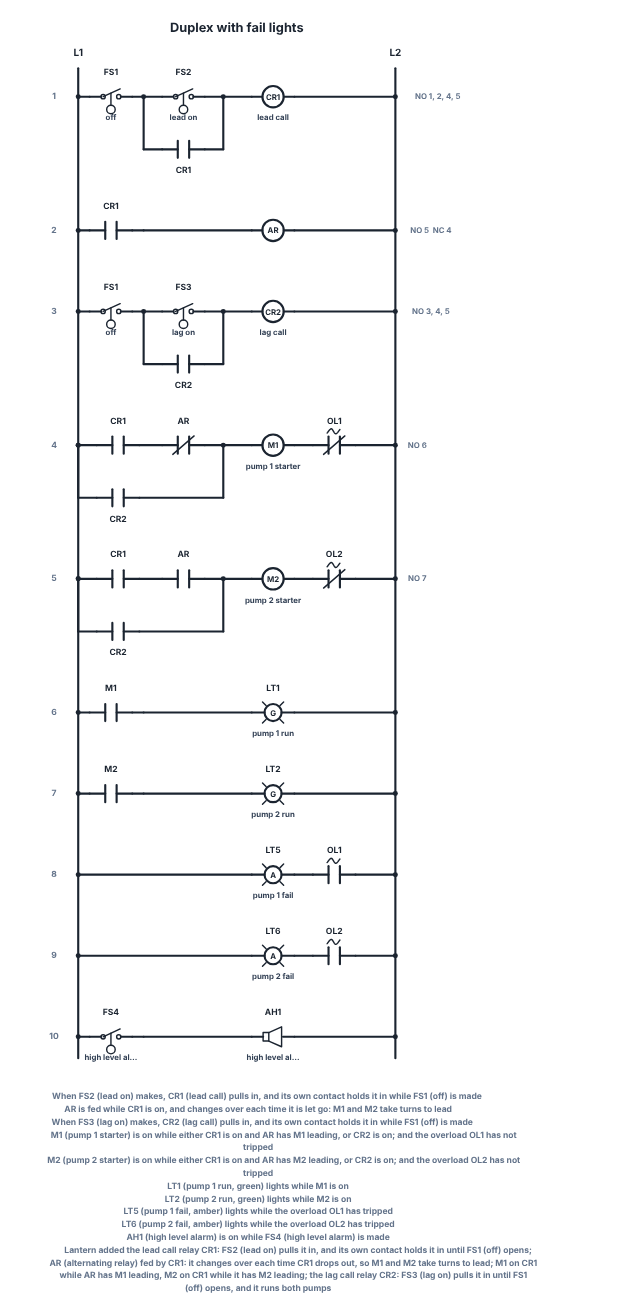 Duplex with fail lights
L1 L2
FS1 FS2
1 CR1 NO 1, 2, 4, 5
off lead on lead call
CR1
CR1
2 AR NO 5 NC 4
FS1 FS3
3 CR2 NO 3, 4, 5
off lag on lag call
CR2
CR1 AR OL1
4 M1 NO 6
pump 1 starter
CR2
CR1 AR OL2
5 M2 NO 7
pump 2 starter
CR2
M1 LT1
6 G
pump 1 run
M2 LT2
7 G
pump 2 run
LT5 OL1
8 A
pump 1 fail
LT6 OL2
9 A
pump 2 fail
FS4 AH1
10
high level al... high level al...
When FS2 (lead on) makes, CR1 (lead call) pulls in, and its own contact holds it in while FS1 (off) is made
AR is fed while CR1 is on, and changes over each time it is let go: M1 and M2 take turns to lead
When FS3 (lag on) makes, CR2 (lag call) pulls in, and its own contact holds it in while FS1 (off) is made
M1 (pump 1 starter) is on while either CR1 is on and AR has M1 leading, or CR2 is on; and the overload OL1 has not
tripped
M2 (pump 2 starter) is on while either CR1 is on and AR has M2 leading, or CR2 is on; and the overload OL2 has not
tripped
LT1 (pump 1 run, green) lights while M1 is on
LT2 (pump 2 run, green) lights while M2 is on
LT5 (pump 1 fail, amber) lights while the overload OL1 has tripped
LT6 (pump 2 fail, amber) lights while the overload OL2 has tripped
AH1 (high level alarm) is on while FS4 (high level alarm) is made
Lantern added the lead call relay CR1: FS2 (lead on) pulls it in, and its own contact holds it in until FS1 (off) opens;
AR (alternating relay) fed by CR1: it changes over each time CR1 drops out, so M1 and M2 take turns to lead; M1 on CR1
while AR has M1 leading, M2 on CR1 while it has M2 leading; the lag call relay CR2: FS3 (lag on) pulls it in until FS1
(off) opens, and it runs both pumps